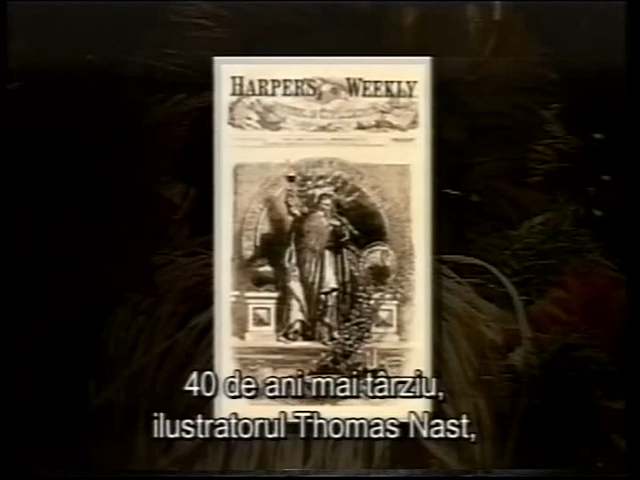 HARPER'S WEEKLY
40 de ani mai târziu,
ilustratorul Thomas Nast,